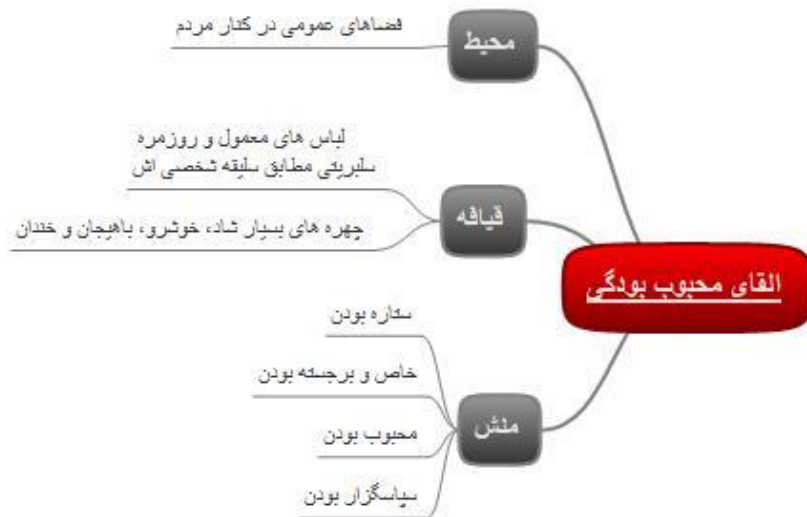 القای محبوب بودگی
محیط
فضاهای عمومی در کنار مردم
قیافه
لباس های معمول و روزمره
سلبریتی مطابق سلیقه شخصی اش
چهره های بسیار شاد، خوشرو، باهیجان و خندان
منش
ستاره بودن
خاص و برجسته بودن
محبوب بودن
سپاسگزار بودن